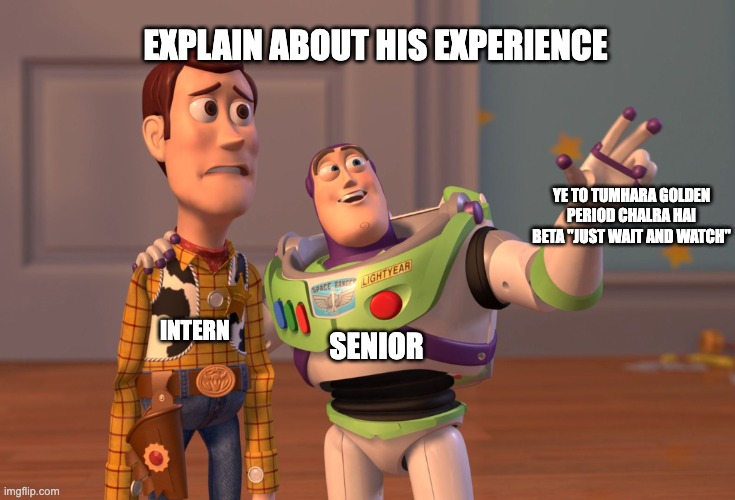 EXPLAIN ABOUT HIS EXPERIENCE
YE TO TUMHARA GOLDEN
PERIOD CHALRA HAI
BETA "JUST WAIT AND WATCH"
SPACE RANGER
LIGHTYEAR
INTERN
SENIOR
imgflip.com